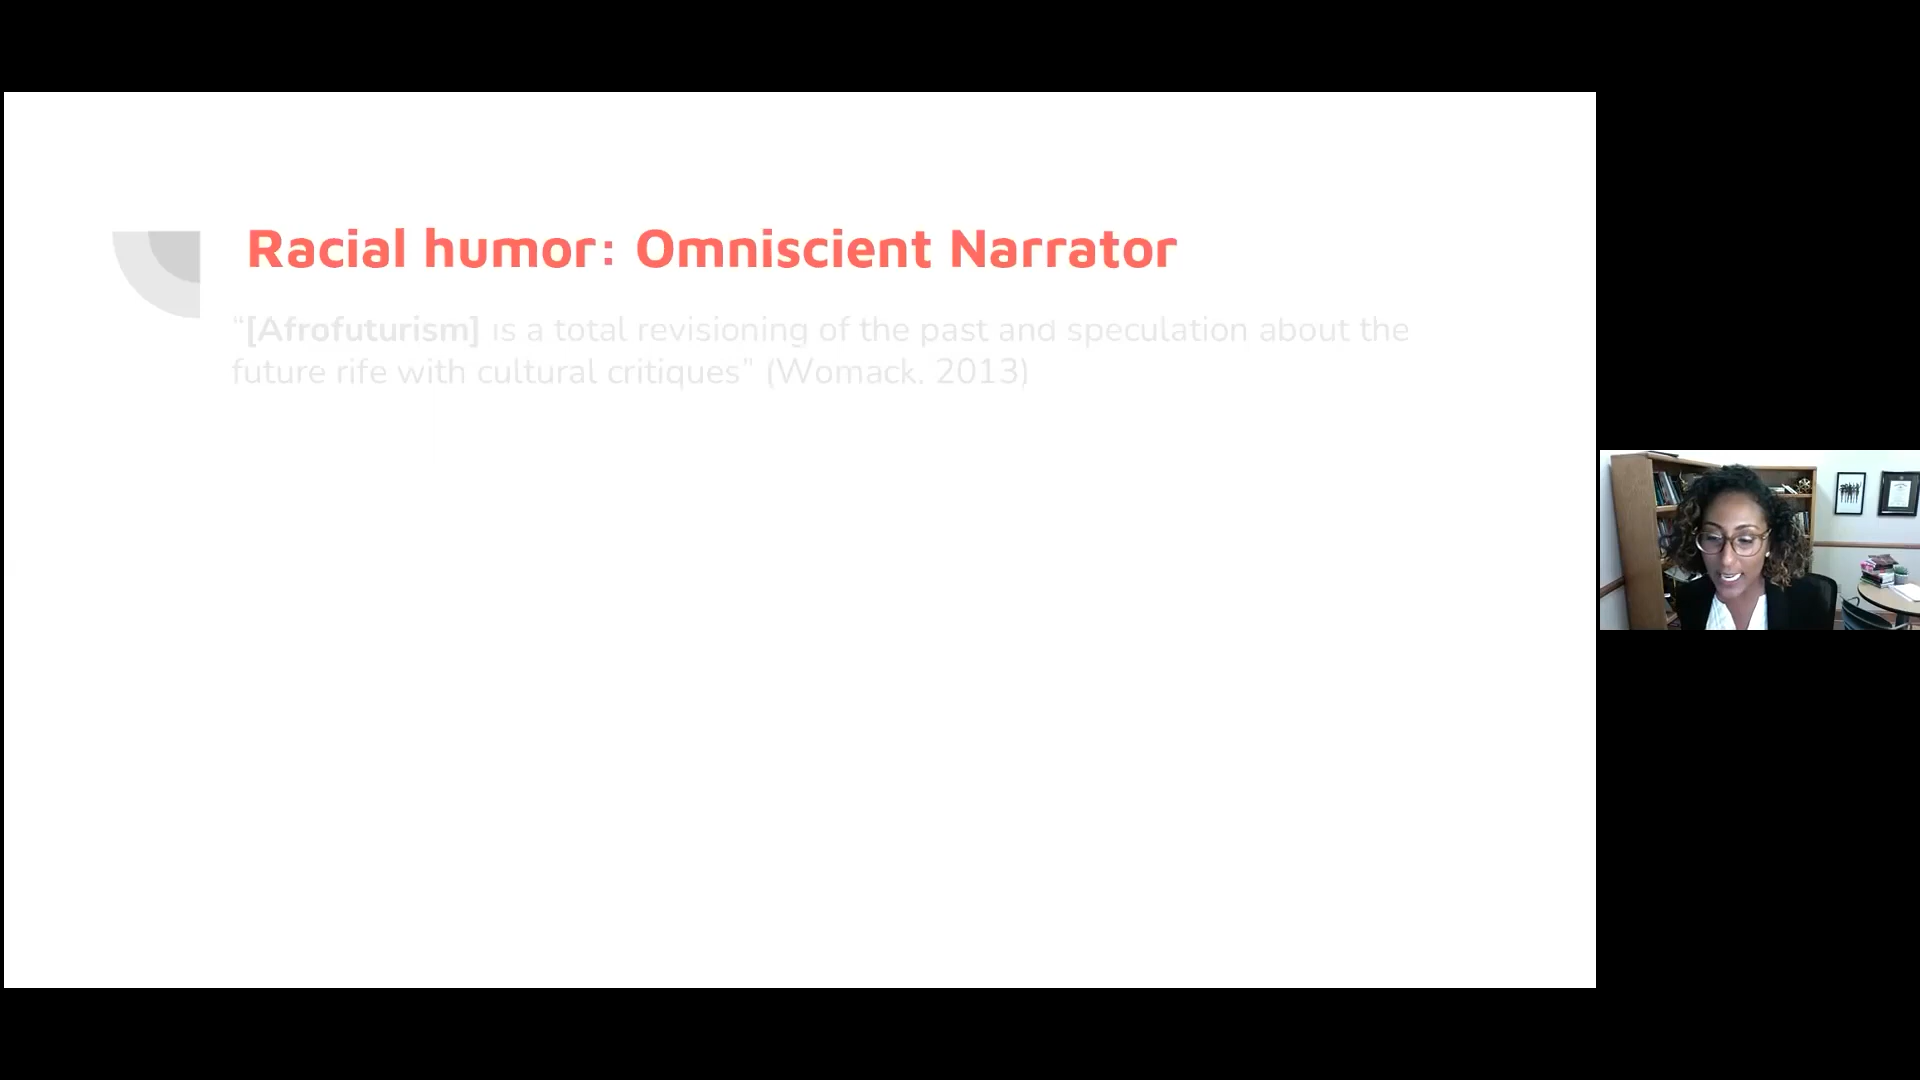 Racial humor: Omniscient Narrator
“[Afrofuturism] is a total revisioning of the past and speculation about the
future rife with cultural critiques” (Womack, 2013)